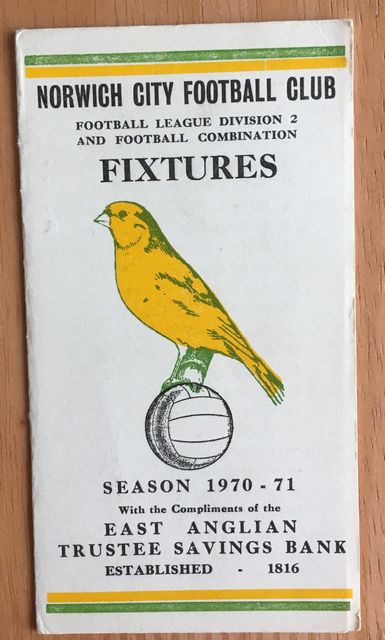 NORWICH CITY FOOTBALL CLUB
FOOTBALL LEAGUE DIVISION 2
AND FOOTBALL COMBINATION
FIXTURES
SEASON 1970 - 71
With the Compliments of the
EAST ANGLIAN
TRUSTEE SAVINGS BANK
ESTABLISHED - 1816